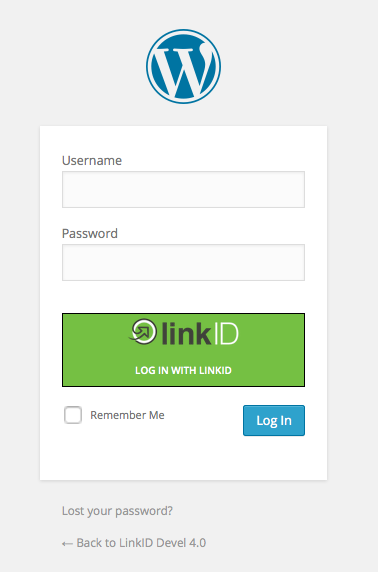 Username
Password
linkID
LOG IN WITH LINKID
Remember Me
Log In
Lost your password?
← Back to LinkID Devel 4.0